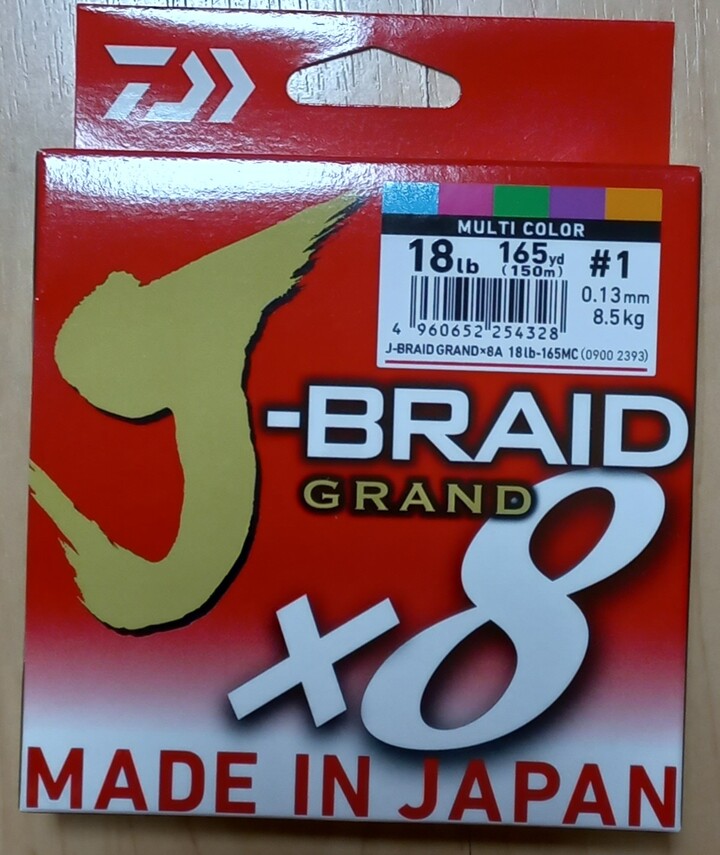 MULTI COLOR
18lb 165yd (150m) #1
0.13mm
8.5kg
4 960652 254328
J-BRAID GRAND×8A 18lb-165MC (0900 2393)
J-BRAID
GRAND
×8
MADE IN JAPAN